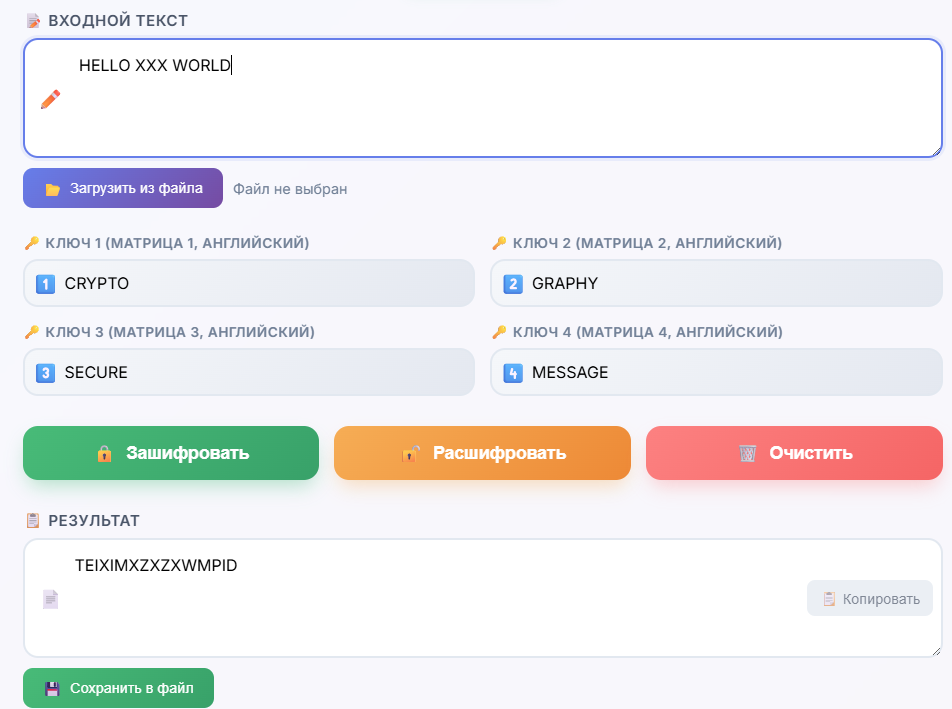 ВХОДНОЙ ТЕКСТ
HELLO XXX WORLD
Загрузить из файла Файл не выбран
КЛЮЧ 1 (МАТРИЦА 1, АНГЛИЙСКИЙ) КЛЮЧ 2 (МАТРИЦА 2, АНГЛИЙСКИЙ)
1 CRYPTO 2 GRAPHY
КЛЮЧ 3 (МАТРИЦА 3, АНГЛИЙСКИЙ) КЛЮЧ 4 (МАТРИЦА 4, АНГЛИЙСКИЙ)
3 SECURE 4 MESSAGE
Зашифровать Расшифровать Очистить
РЕЗУЛЬТАТ
TEIXIMXZXZXWMPID
Копировать
Сохранить в файл